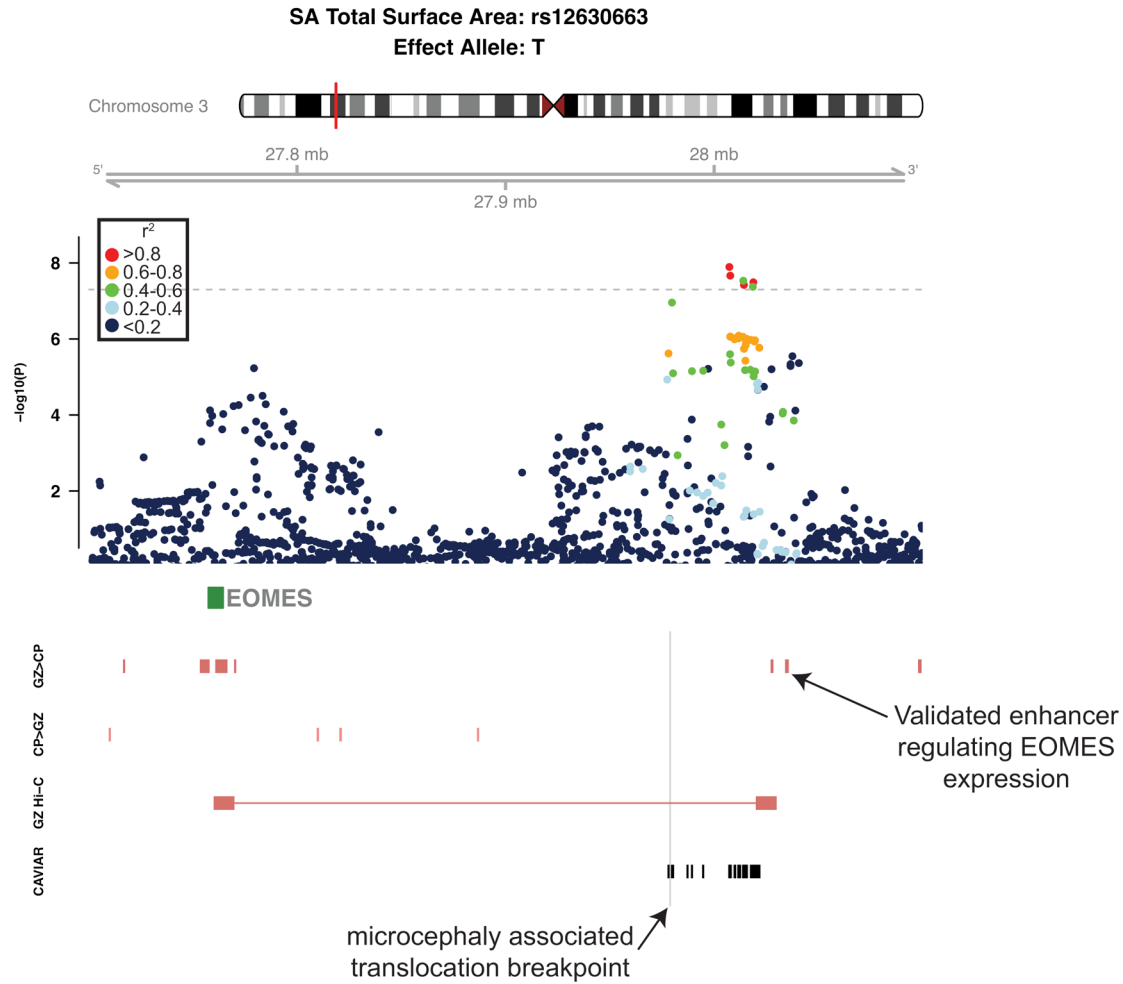 SA Total Surface Area: rs12630663
Effect Allele: T
Chromosome 3
27.8 mb
28 mb
5'
3'
27.9 mb
r2
>0.8
0.6-0.8
0.4-0.6
0.2-0.4
<0.2
8
6
4
2
−log10(P)
EOMES
GZ>CP
CP>GZ
GZ Hi−C
CAVIAR
Validated enhancer
regulating EOMES
expression
microcephaly associated
translocation breakpoint